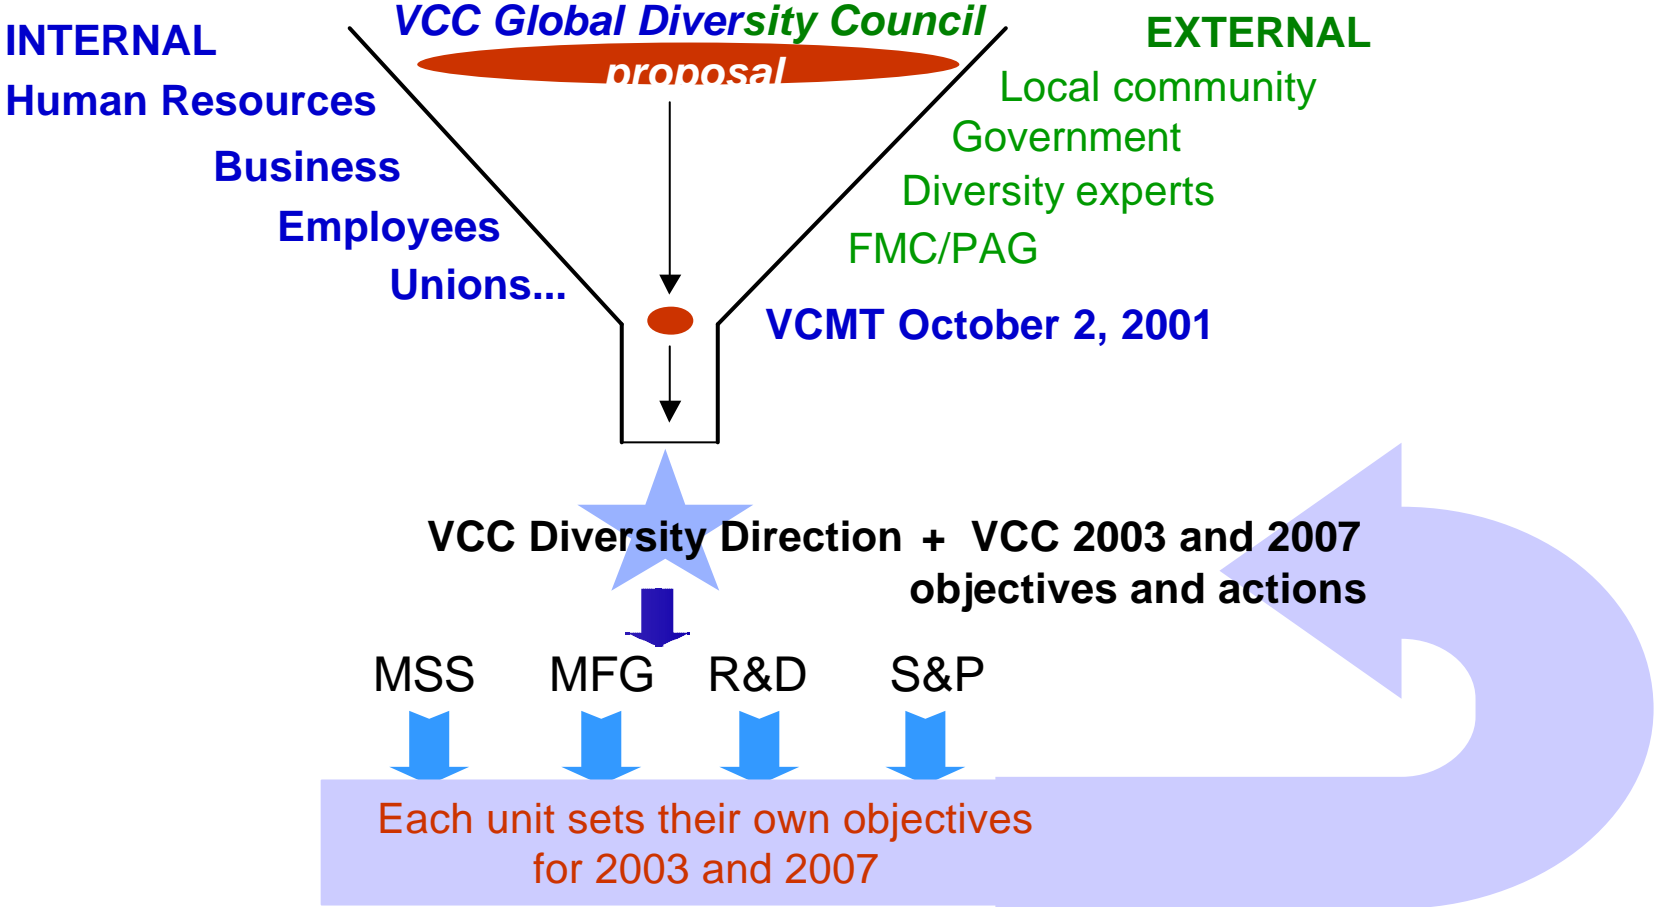 VCC Global Diversity Council
proposal
INTERNAL
Human Resources
Business
Employees
Unions...
EXTERNAL
Local community
Government
Diversity experts
FMC/PAG
VCMT October 2, 2001
VCC Diversity Direction + VCC 2003 and 2007
objectives and actions
MSS MFG R&D S&P
Each unit sets their own objectives
for 2003 and 2007